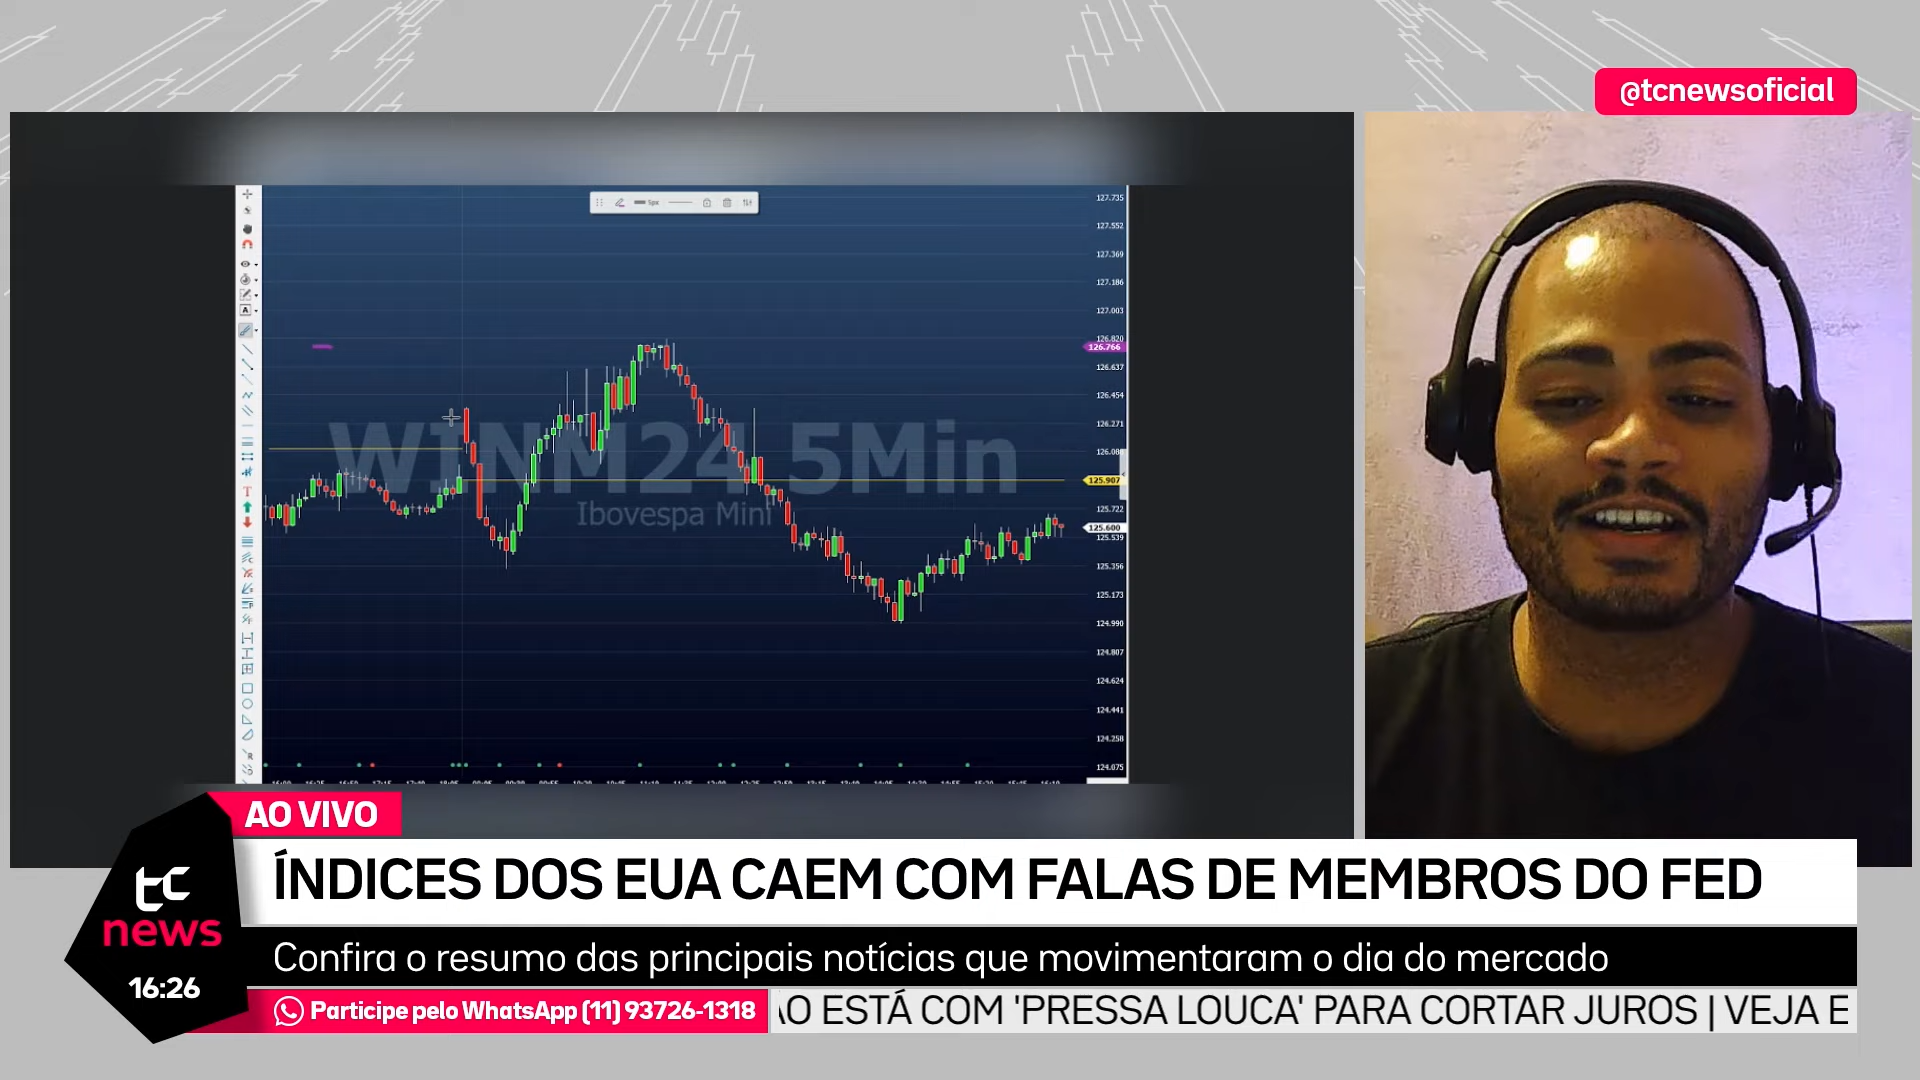 @tcnewsoficial
5px
127.735
127.552
127.369
127.186
127.003
126.820
126.766
126.637
126.454
126.271
126.088
125.907
125.722
125.600
125.539
125.356
125.173
124.990
124.807
124.624
124.441
124.258
124.075
WINM24 5Min
Ibovespa Mini
AO VIVO
tc
news
16:26
ÍNDICES DOS EUA CAEM COM FALAS DE MEMBROS DO FED
Confira o resumo das principais notícias que movimentaram o dia do mercado
Participe pelo WhatsApp (11) 93726-1318
ÃO ESTÁ COM 'PRESSA LOUCA' PARA CORTAR JUROS | VEJA E